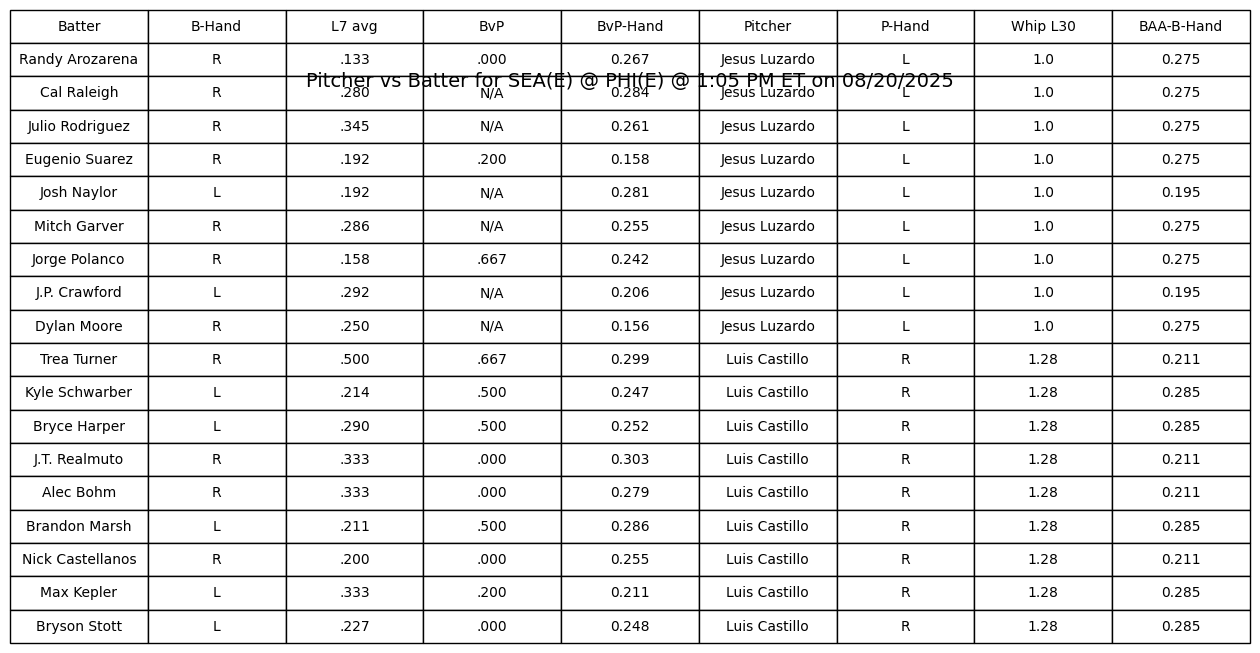 Batter B-Hand L7 avg BvP BvP-Hand Pitcher P-Hand Whip L30 BAA-B-Hand
Randy Arozarena R .133 .000 0.267 Jesus Luzardo L 1.0 0.275
Pitcher vs Batter for SEA(E) @ PHI(E) @ 1:05 PM ET on 08/20/2025
Cal Raleigh R .280 N/A 0.284 Jesus Luzardo L 1.0 0.275
Julio Rodriguez R .345 N/A 0.261 Jesus Luzardo L 1.0 0.275
Eugenio Suarez R .192 .200 0.158 Jesus Luzardo L 1.0 0.275
Josh Naylor L .192 N/A 0.281 Jesus Luzardo L 1.0 0.195
Mitch Garver R .286 N/A 0.255 Jesus Luzardo L 1.0 0.275
Jorge Polanco R .158 .667 0.242 Jesus Luzardo L 1.0 0.275
J.P. Crawford L .292 N/A 0.206 Jesus Luzardo L 1.0 0.195
Dylan Moore R .250 N/A 0.156 Jesus Luzardo L 1.0 0.275
Trea Turner R .500 .667 0.299 Luis Castillo R 1.28 0.211
Kyle Schwarber L .214 .500 0.247 Luis Castillo R 1.28 0.285
Bryce Harper L .290 .500 0.252 Luis Castillo R 1.28 0.285
J.T. Realmuto R .333 .000 0.303 Luis Castillo R 1.28 0.211
Alec Bohm R .333 .000 0.279 Luis Castillo R 1.28 0.211
Brandon Marsh L .211 .500 0.286 Luis Castillo R 1.28 0.285
Nick Castellanos R .200 .000 0.255 Luis Castillo R 1.28 0.211
Max Kepler L .333 .200 0.211 Luis Castillo R 1.28 0.285
Bryson Stott L .227 .000 0.248 Luis Castillo R 1.28 0.285